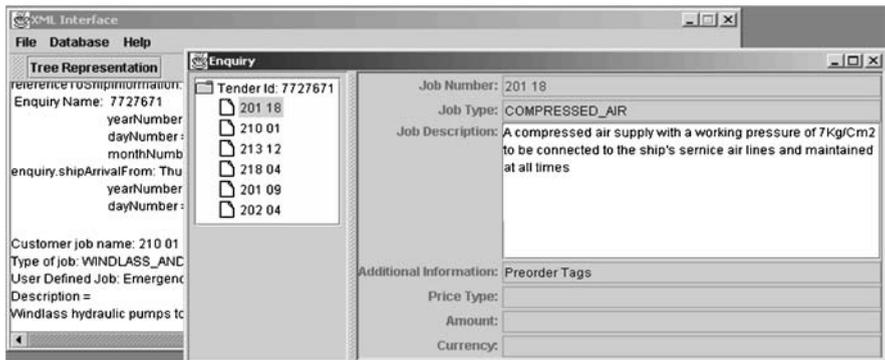 XML Interface
File Database Help
Tree Representation
referenceToShipInformation:
Enquiry Name: 7727671
yearNumber
dayNumber
monthNumb
enquiry.shipArrivalFrom: Thu
yearNumber
dayNumber
Customer job name: 210 01
Type of job: WINDLASS_AND
User Defined Job: Emergenc
Description =
Windlass hydraulic pumps to
Enquiry
Tender Id: 7727671
201 18
210 01
213 12
218 04
201 09
202 04
Job Number: 201 18
Job Type: COMPRESSED_AIR
Job Description: A compressed air supply with a working pressure of 7Kg/Cm2
to be connected to the ship's sernice air lines and maintained
at all times
Additional Information: Preorder Tags
Price Type:
Amount:
Currency: